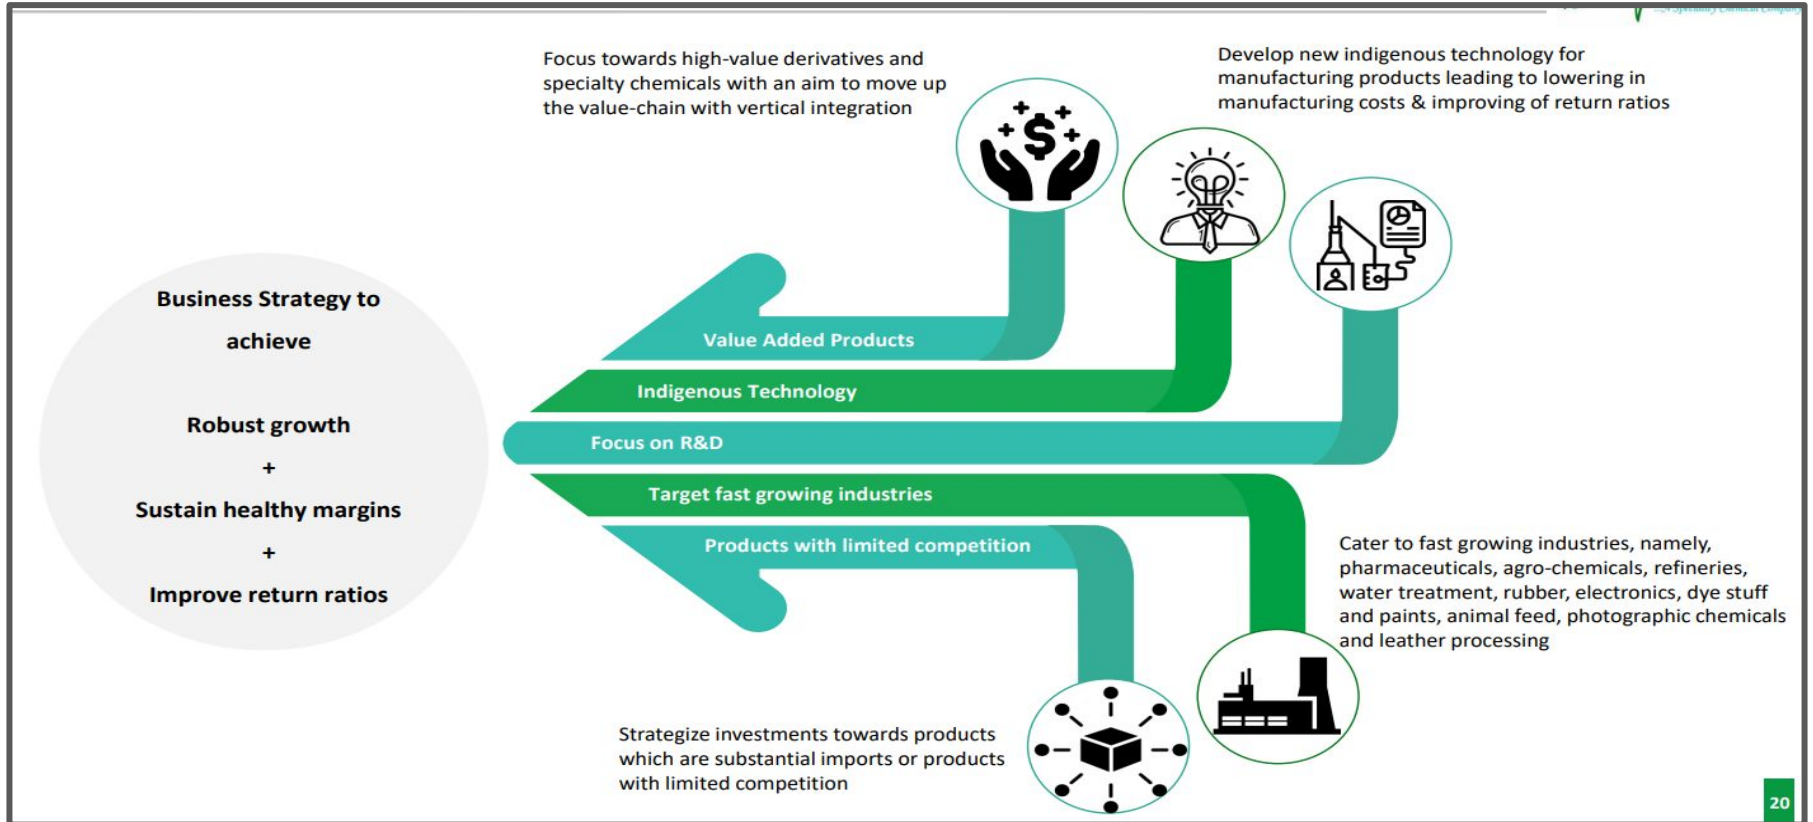 ...A Speciality Chemical Company
Focus towards high-value derivatives and
specialty chemicals with an aim to move up
the value-chain with vertical integration
Develop new indigenous technology for
manufacturing products leading to lowering in
manufacturing costs & improving of return ratios
Business Strategy to
achieve
Robust growth
+
Sustain healthy margins
+
Improve return ratios
Value Added Products
Indigenous Technology
Focus on R&D
Target fast growing industries
Products with limited competition
Cater to fast growing industries, namely,
pharmaceuticals, agro-chemicals, refineries,
water treatment, rubber, electronics, dye stuff
and paints, animal feed, photographic chemicals
and leather processing
Strategize investments towards products
which are substantial imports or products
with limited competition
20